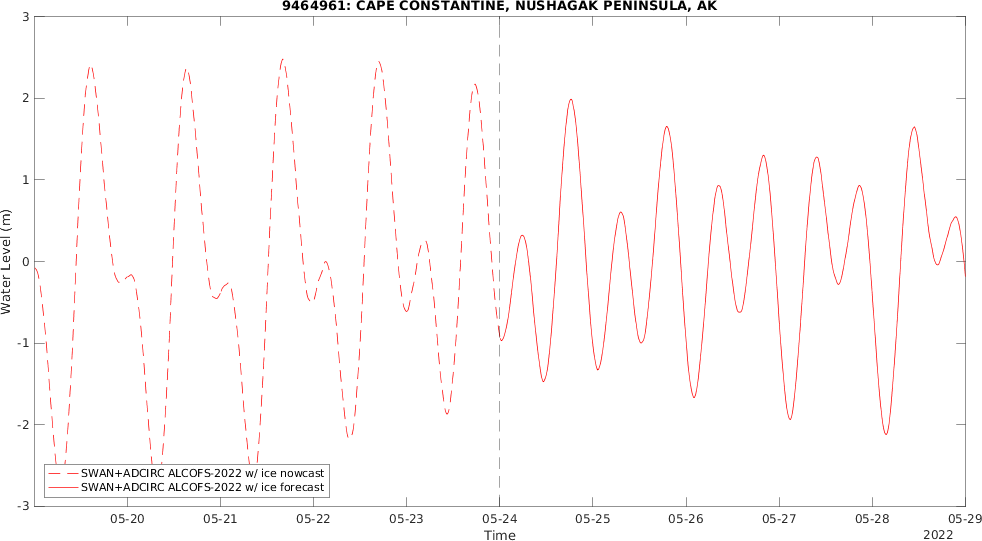 9464961: CAPE CONSTANTINE, NUSHAGAK PENINSULA, AK
3
2
1
0
-1
-2
-3
Water Level (m)
SWAN+ADCIRC ALCOFS-2022 w/ ice nowcast
SWAN+ADCIRC ALCOFS-2022 w/ ice forecast
05-20 05-21 05-22 05-23 05-24 05-25 05-26 05-27 05-28 05-29
Time
2022